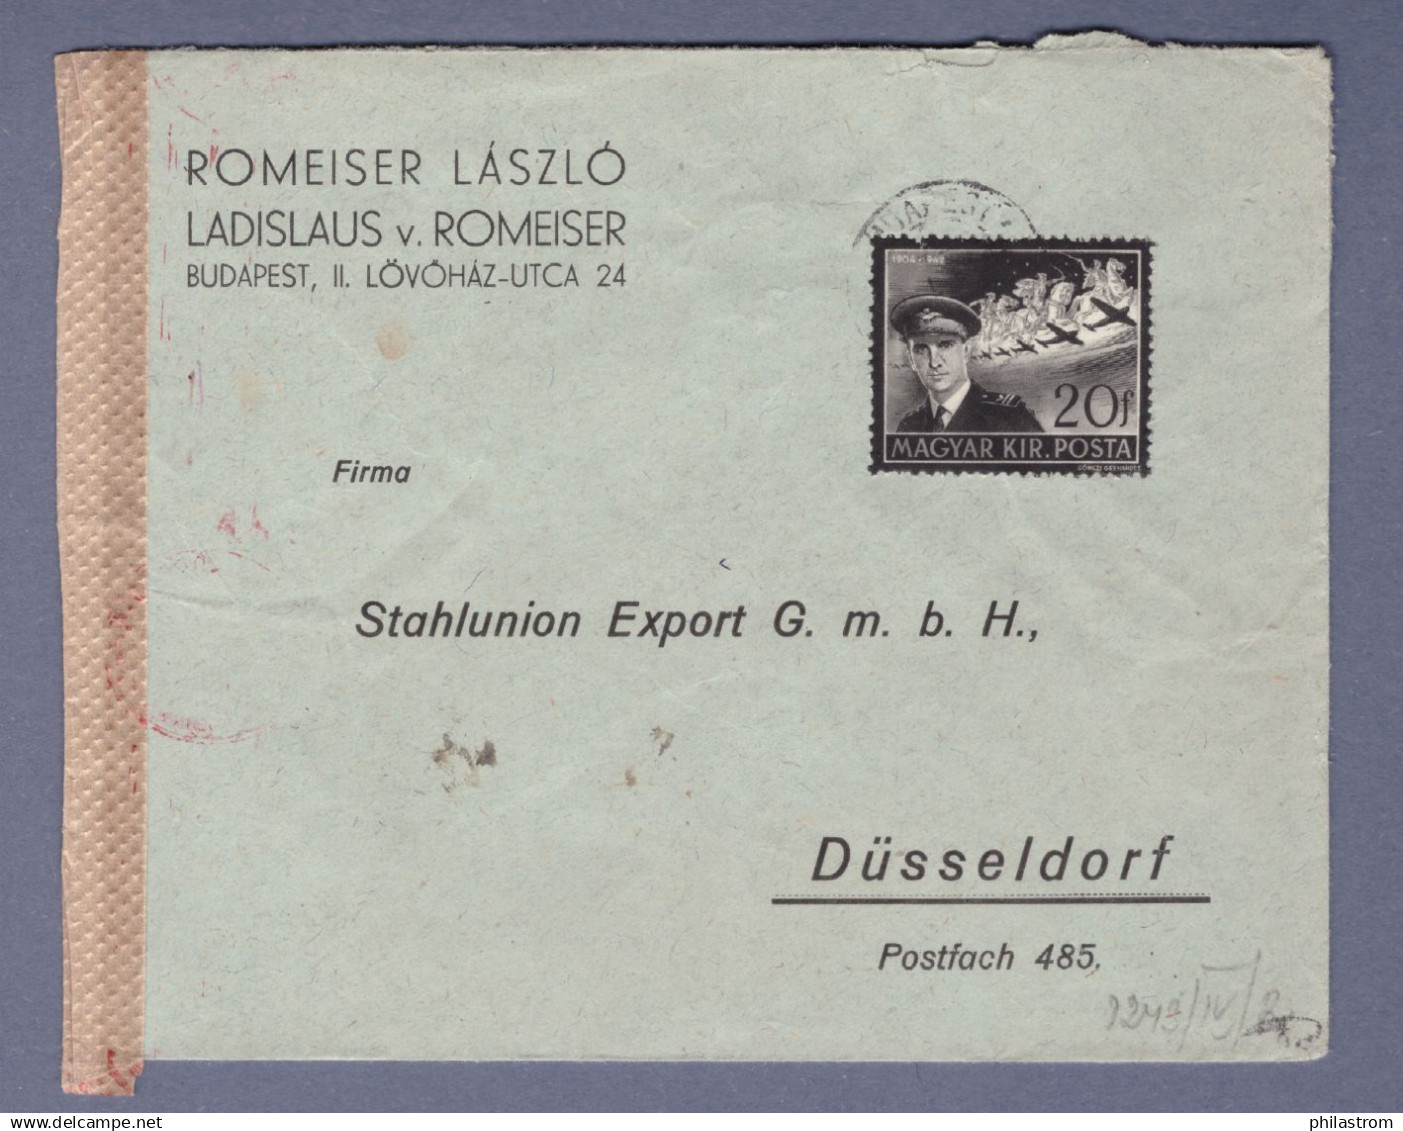 ROMEISER LÁSZLÓ
LADISLAUS v. ROMEISER
BUDAPEST, II. LÖVŐHÁZ-UTCA 24
1904-1942
20f
MAGYAR KIR. POSTA
Firma
Stahlunion Export G. m. b. H.,
Düsseldorf
Postfach 485.
philastrom